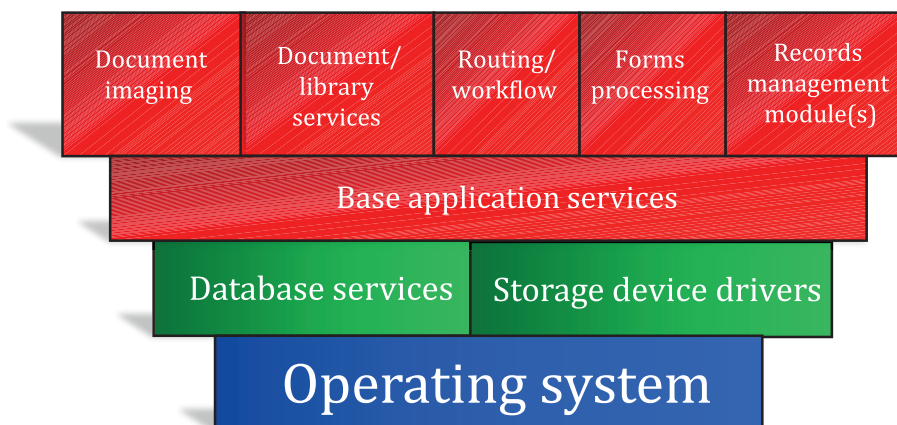 Document
imaging
Document/
library
services
Routing/
workflow
Forms
processing
Records
management
module(s)
Base application services
Database services
Storage device drivers
Operating system